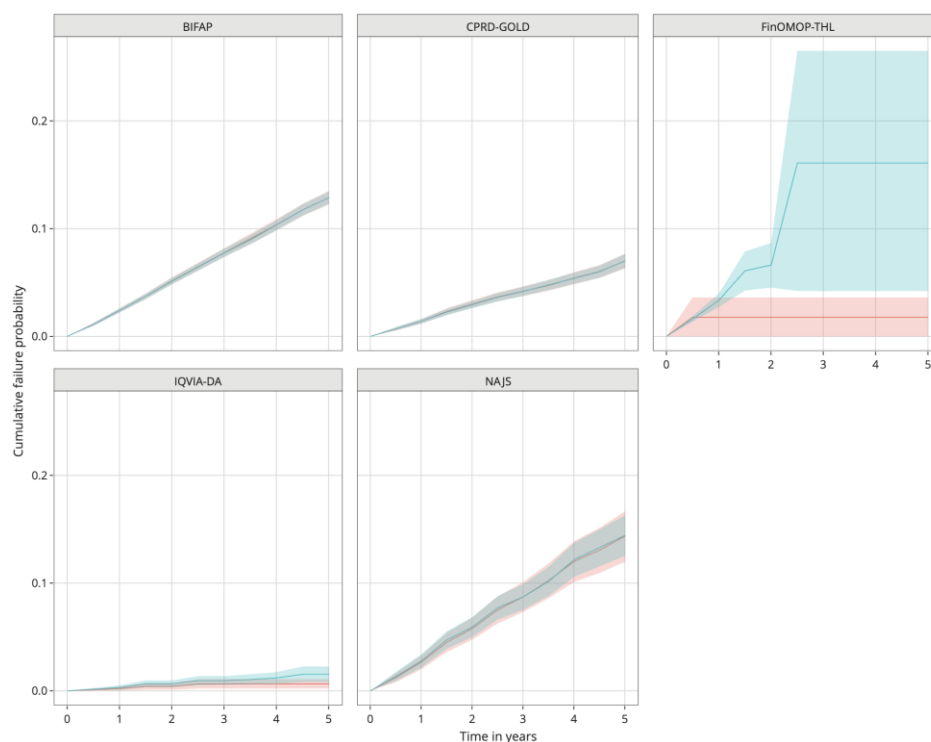 BIFAP
CPRD-GOLD
FinOMOP-THL
0.2
0.1
0.0
0 1 2 3 4 5
IQVIA-DA
NAJS
0.2
0.1
0.0
0 1 2 3 4 5
0 1 2 3 4 5
Cumulative failure probability
Time in years